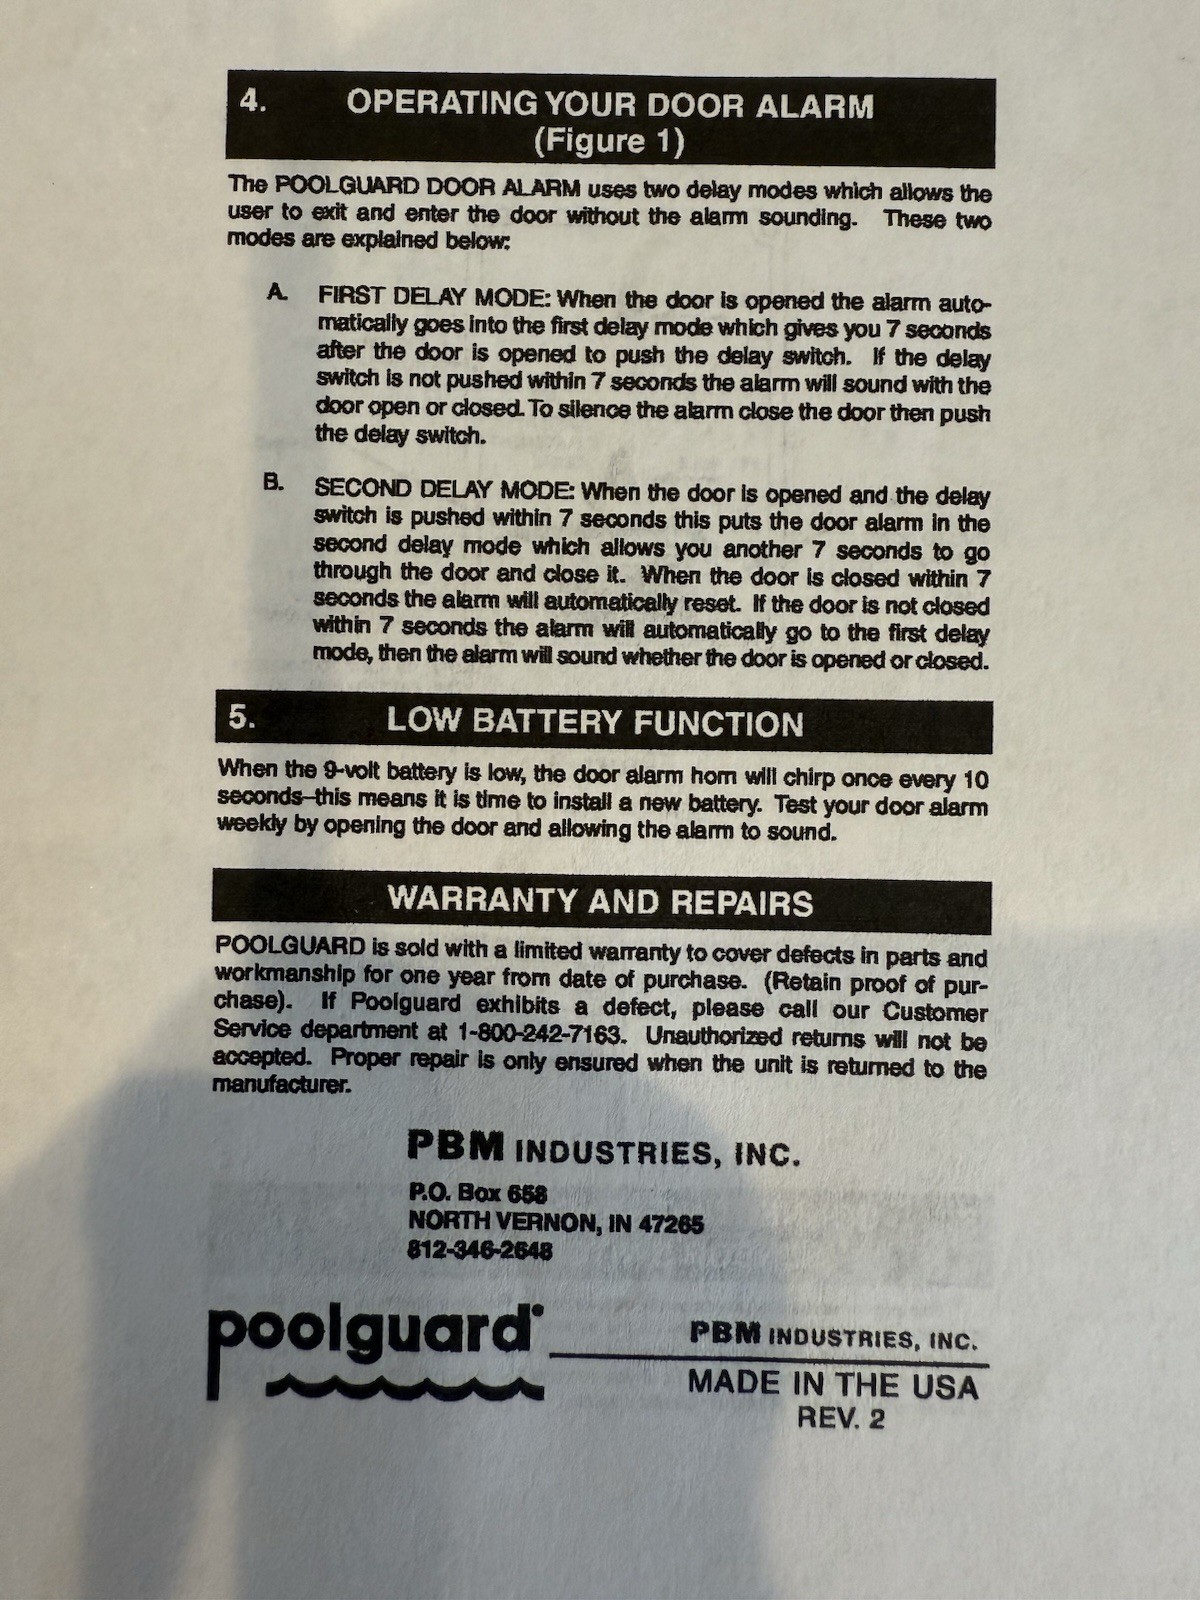 4. OPERATING YOUR DOOR ALARM
(Figure 1)
The POOLGUARD DOOR ALARM uses two delay modes which allows the
user to exit and enter the door without the alarm sounding. These two
modes are explained below:
A. FIRST DELAY MODE: When the door is opened the alarm auto-
matically goes into the first delay mode which gives you 7 seconds
after the door is opened to push the delay switch. If the delay
switch is not pushed within 7 seconds the alarm will sound with the
door open or closed. To silence the alarm close the door then push
the delay switch.
B. SECOND DELAY MODE: When the door is opened and the delay
switch is pushed within 7 seconds this puts the door alarm in the
second delay mode which allows you another 7 seconds to go
through the door and close it. When the door is closed within 7
seconds the alarm will automatically reset. If the door is not closed
within 7 seconds the alarm will automatically go to the first delay
mode, then the alarm will sound whether the door is opened or closed.
5. LOW BATTERY FUNCTION
When the 9-volt battery is low, the door alarm horn will chirp once every 10
seconds–this means it is time to install a new battery. Test your door alarm
weekly by opening the door and allowing the alarm to sound.
WARRANTY AND REPAIRS
POOLGUARD is sold with a limited warranty to cover defects in parts and
workmanship for one year from date of purchase. (Retain proof of pur-
chase). If Poolguard exhibits a defect, please call our Customer
Service department at 1-800-242-7163. Unauthorized returns will not be
accepted. Proper repair is only ensured when the unit is returned to the
manufacturer.
PBM INDUSTRIES, INC.
P.O. Box 658
NORTH VERNON, IN 47265
812-346-2648
poolguard
PBM INDUSTRIES, INC.
MADE IN THE USA
REV. 2